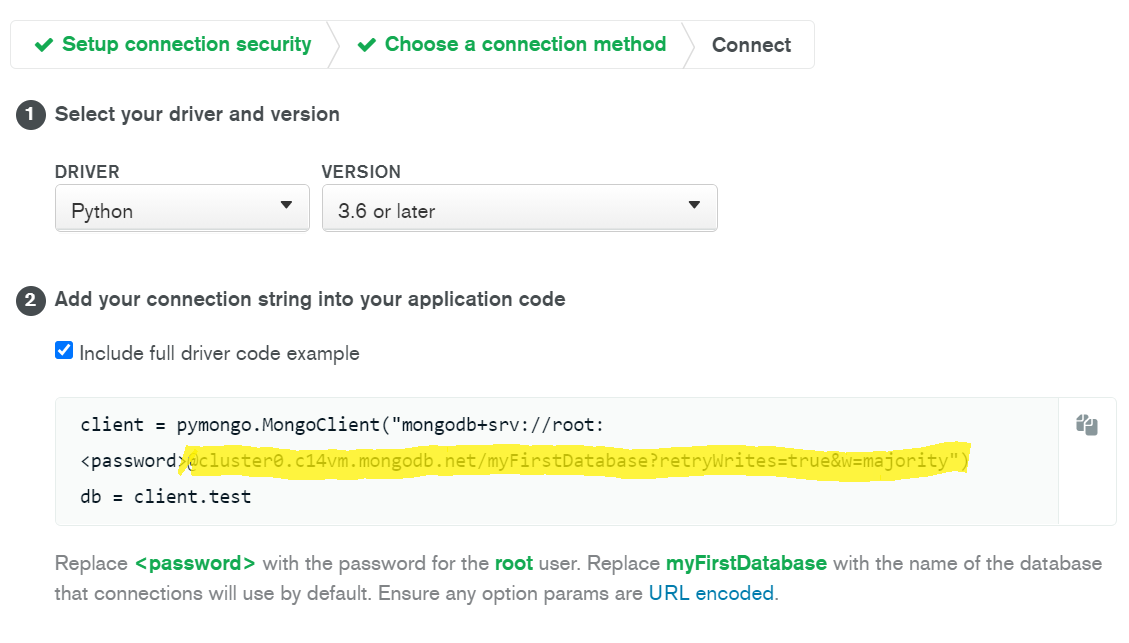 Setup connection security
Choose a connection method
Connect
1 Select your driver and version
DRIVER
VERSION
Python
3.6 or later
2 Add your connection string into your application code
Include full driver code example
client = pymongo.MongoClient("mongodb+srv://root:
<password>@cluster0.c14vm.mongodb.net/myFirstDatabase?retryWrites=true&w=majority")
db = client.test
Replace <password> with the password for the root user. Replace myFirstDatabase with the name of the database
that connections will use by default. Ensure any option params are URL encoded.